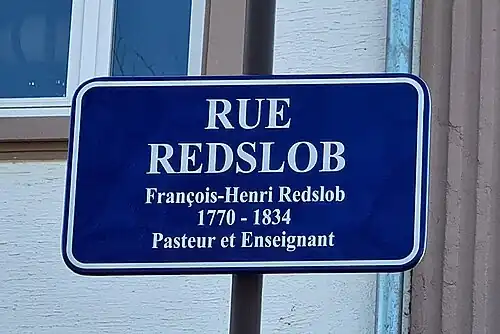 RUE
REDSLOB
François-Henri Redslob
1770 - 1834
Pasteur et Enseignant